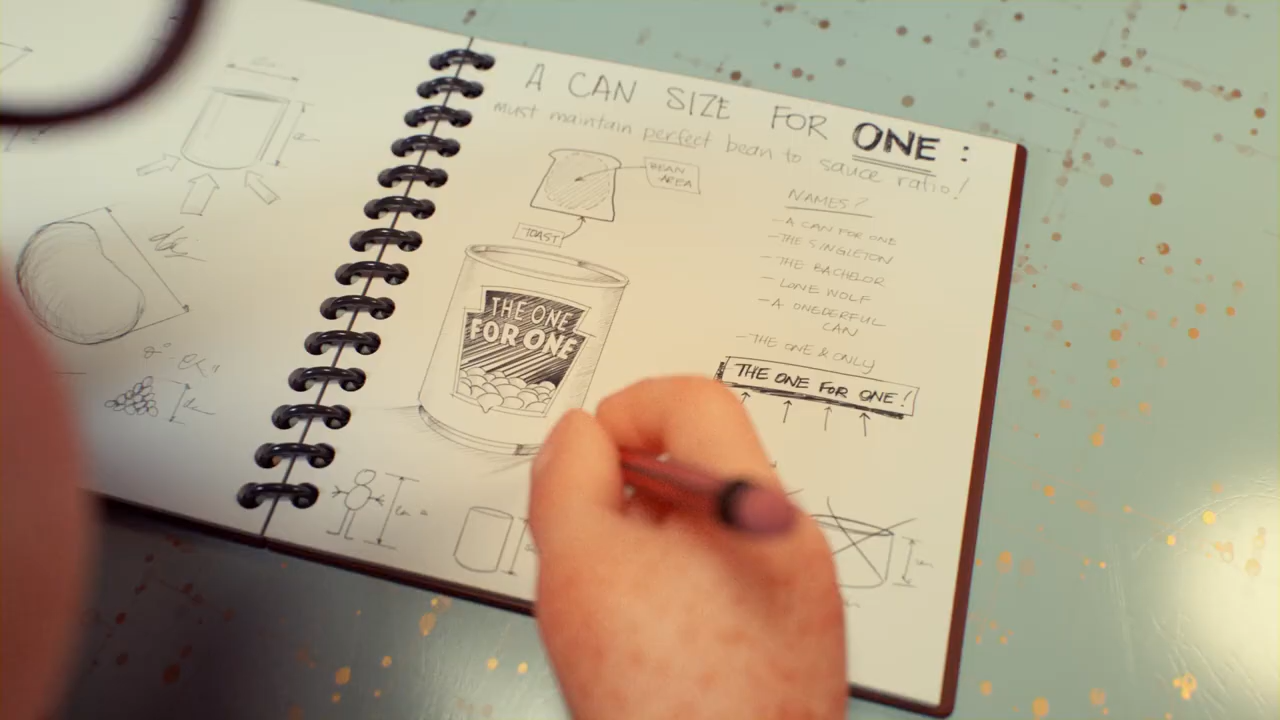 A CAN SIZE FOR ONE :
must maintain perfect bean to sauce ratio!
BEAN
AREA
TOAST
THE ONE
FOR ONE
NAMES?
- A CAN FOR ONE
- THE SINGLETON
- THE BACHELOR
- LONE WOLF
- A ONEDERFUL
CAN
- THE ONE & ONLY
THE ONE FOR ONE!